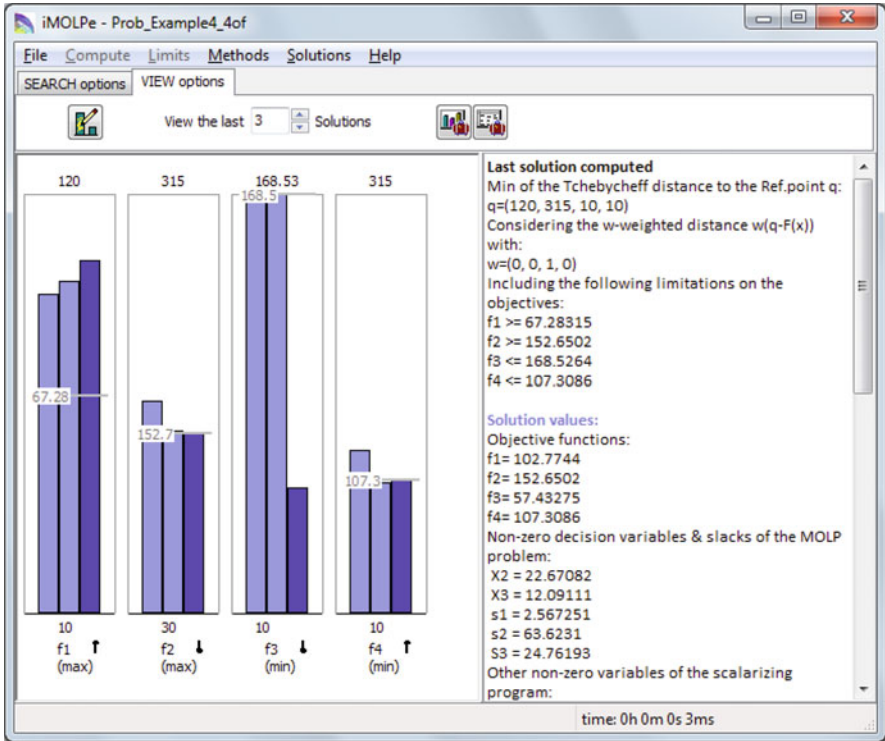 iMOLPe - Prob_Example4_4of
File Compute Limits Methods Solutions Help
SEARCH options VIEW options
View the last 3 Solutions
120 315 168.53 315
168.5
67.28
152.7
107.3
10 30 10 10
f1 f2 f3 f4
(max) (max) (min) (min)
Last solution computed
Min of the Tchebycheff distance to the Ref.point q:
q=(120, 315, 10, 10)
Considering the w-weighted distance w(q-F(x))
with:
w=(0, 0, 1, 0)
Including the following limitations on the
objectives:
f1 >= 67.28315
f2 >= 152.6502
f3 <= 168.5264
f4 <= 107.3086
Solution values:
Objective functions:
f1= 102.7744
f2= 152.6502
f3= 57.43275
f4= 107.3086
Non-zero decision variables & slacks of the MOLP
problem:
X2 = 22.67082
X3 = 12.09111
s1 = 2.567251
s2 = 63.6231
S3 = 24.76193
Other non-zero variables of the scalarizing
program:
time: 0h 0m 0s 3ms